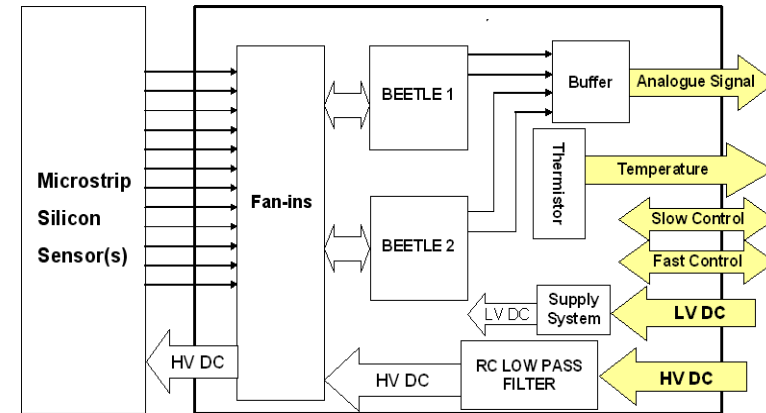 Microstrip
Silicon
Sensor(s)
Fan-ins
BEETLE 1
BEETLE 2
Buffer
Analogue Signal
Thermistor
Temperature
Slow Control
Fast Control
LV DC
Supply
System
LV DC
HV DC
HV DC
RC LOW PASS
FILTER
HV DC